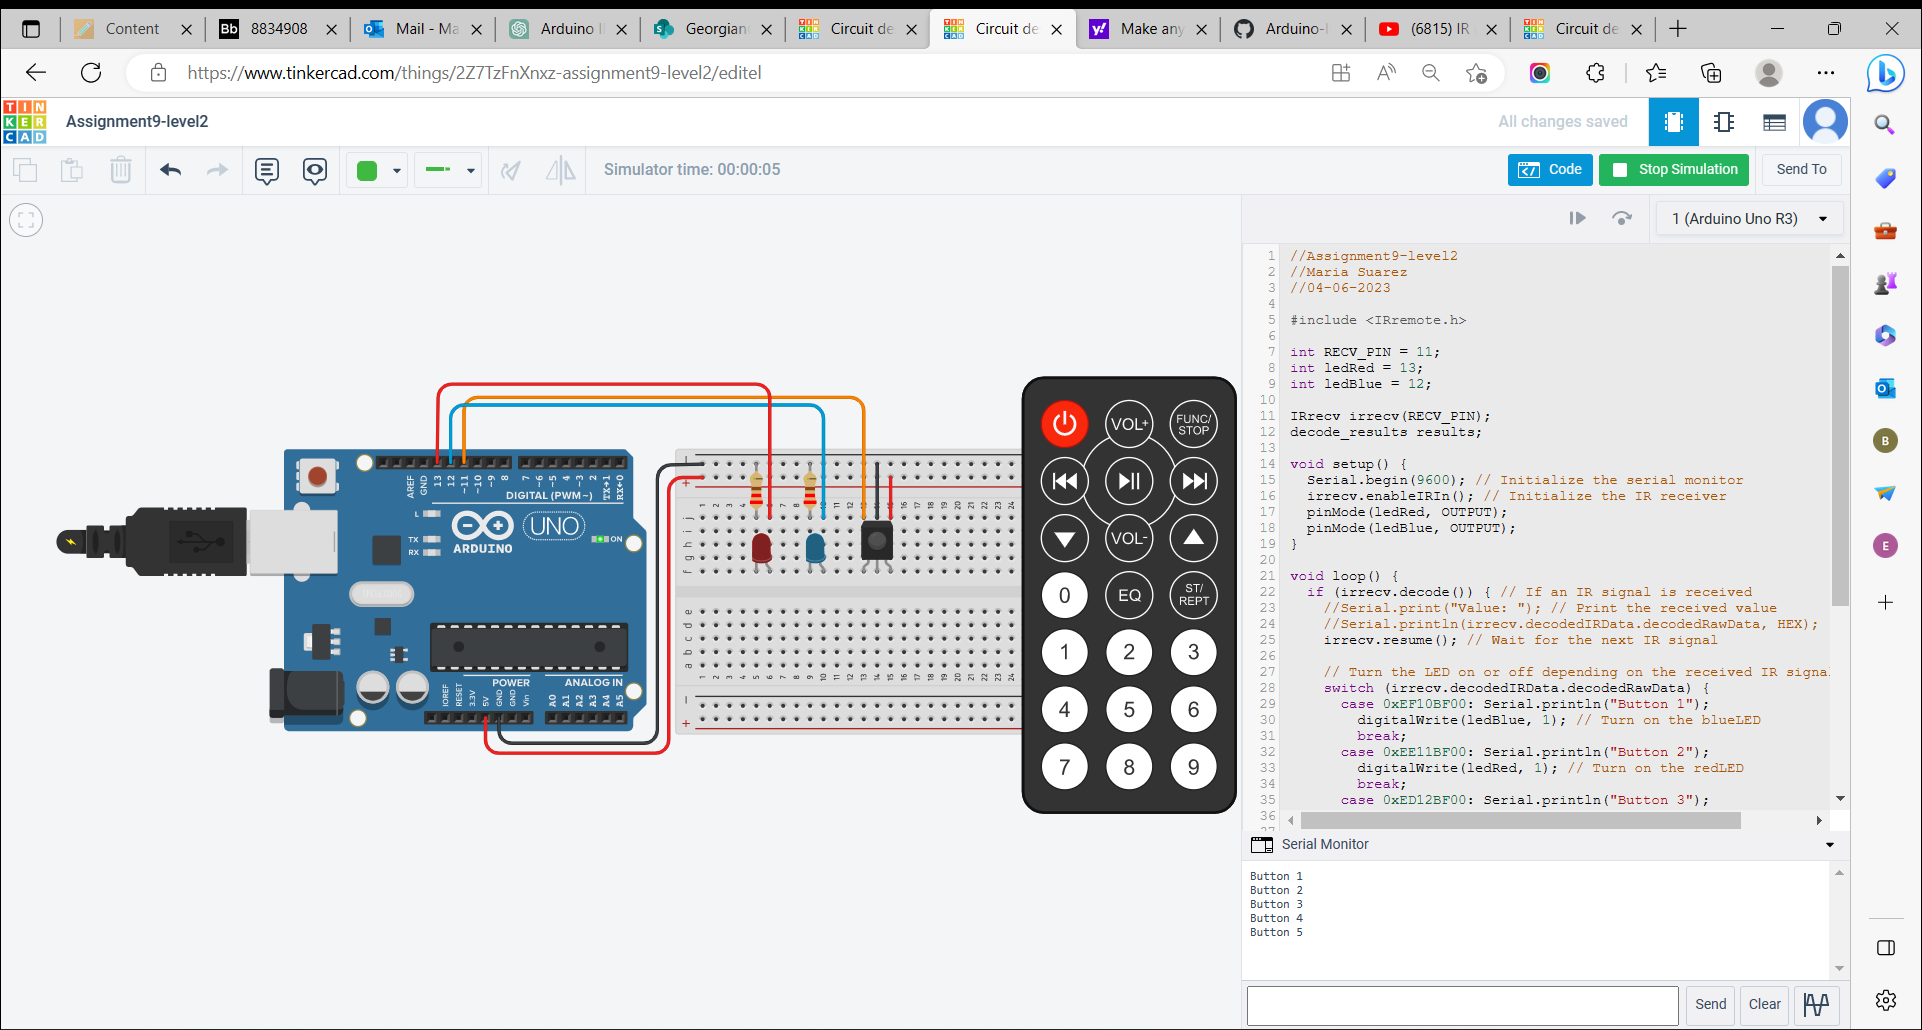 Content
8834908
Mail - Ma
Arduino I
Georgian
Circuit de
Circuit de
Make any
Arduino-
(6815) IR
Circuit de
https://www.tinkercad.com/things/2Z7TzFnXnxz-assignment9-level2/editel
TIN
KER
CAD
Assignment9-level2
All changes saved
Simulator time: 00:00:05
Code
Stop Simulation
Send To
1 (Arduino Uno R3)
1 //Assignment9-level2
2 //Maria Suarez
3 //04-06-2023
4
5 #include <IRremote.h>
6
7 int RECV_PIN = 11;
8 int ledRed = 13;
9 int ledBlue = 12;
10
11 IRrecv irrecv(RECV_PIN);
12 decode_results results;
13
14 void setup() {
15 Serial.begin(9600); // Initialize the serial monitor
16 irrecv.enableIRIn(); // Initialize the IR receiver
17 pinMode(ledRed, OUTPUT);
18 pinMode(ledBlue, OUTPUT);
19 }
20
21 void loop() {
22 if (irrecv.decode()) { // If an IR signal is received
23 //Serial.print("Value: "); // Print the received value
24 //Serial.println(irrecv.decodedIRData.decodedRawData, HEX);
25 irrecv.resume(); // Wait for the next IR signal
26
27 // Turn the LED on or off depending on the received IR signa
28 switch (irrecv.decodedIRData.decodedRawData) {
29 case 0xEF10BF00: Serial.println("Button 1");
30 digitalWrite(ledBlue, 1); // Turn on the blueLED
31 break;
32 case 0xEE11BF00: Serial.println("Button 2");
33 digitalWrite(ledRed, 1); // Turn on the redLED
34 break;
35 case 0xED12BF00: Serial.println("Button 3");
36
Serial Monitor
Button 1
Button 2
Button 3
Button 4
Button 5
Send
Clear
AREF
GND
13
12
~11
~10
~9
8
7
~6
~5
4
~3
2
TX→1
RX←0
DIGITAL (PWM~)
L
TX
RX
ARDUINO
UNO
ON
POWER
ANALOG IN
IOREF
RESET
3.3V
5V
GND
GND
Vin
A0
A1
A2
A3
A4
A5
VOL+
FUNC/
STOP
VOL-
0
EQ
ST/
REPT
1 2 3
4 5 6
7 8 9
B
E